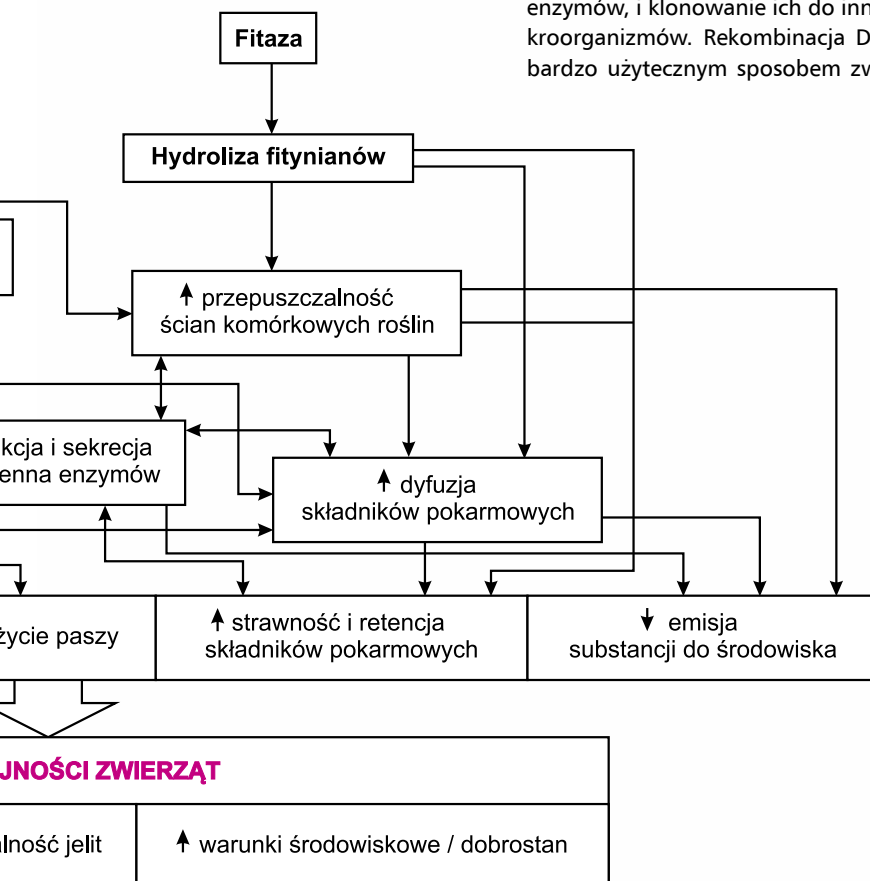 enzymów, i klonowanie ich do inn
kroorganizmów. Rekombinacja D
bardzo użytecznym sposobem zw
Fitaza
Hydroliza fitynianów
przepuszczalność
ścian komórkowych roślin
kcja i sekrecja
enna enzymów
dyfuzja
składników pokarmowych
życie paszy
strawność i retencja
składników pokarmowych
emisja
substancji do środowiska
JNOŚCI ZWIERZĄT
lność jelit
warunki środowiskowe / dobrostan